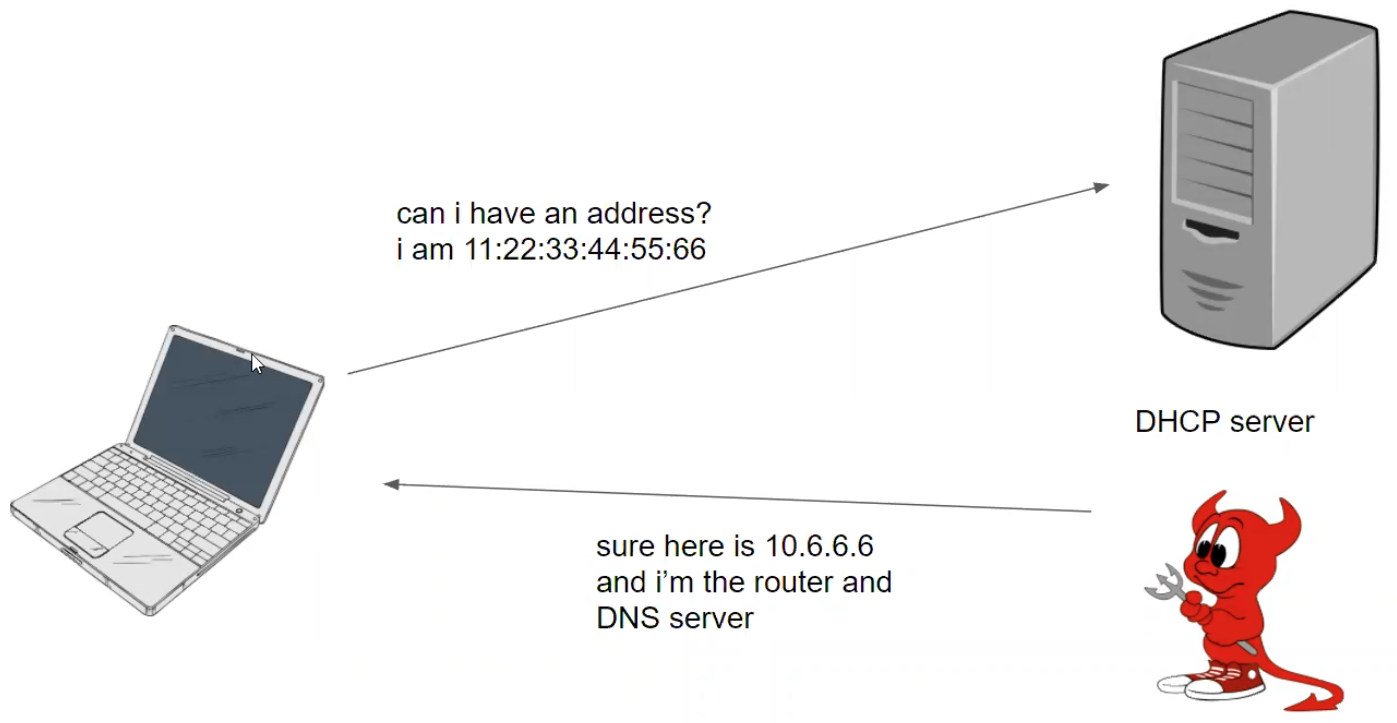 can i have an address?
i am 11:22:33:44:55:66
DHCP server
sure here is 10.6.6.6
and i’m the router and
DNS server